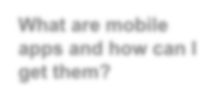 What are mobile
apps and how can I
get them?